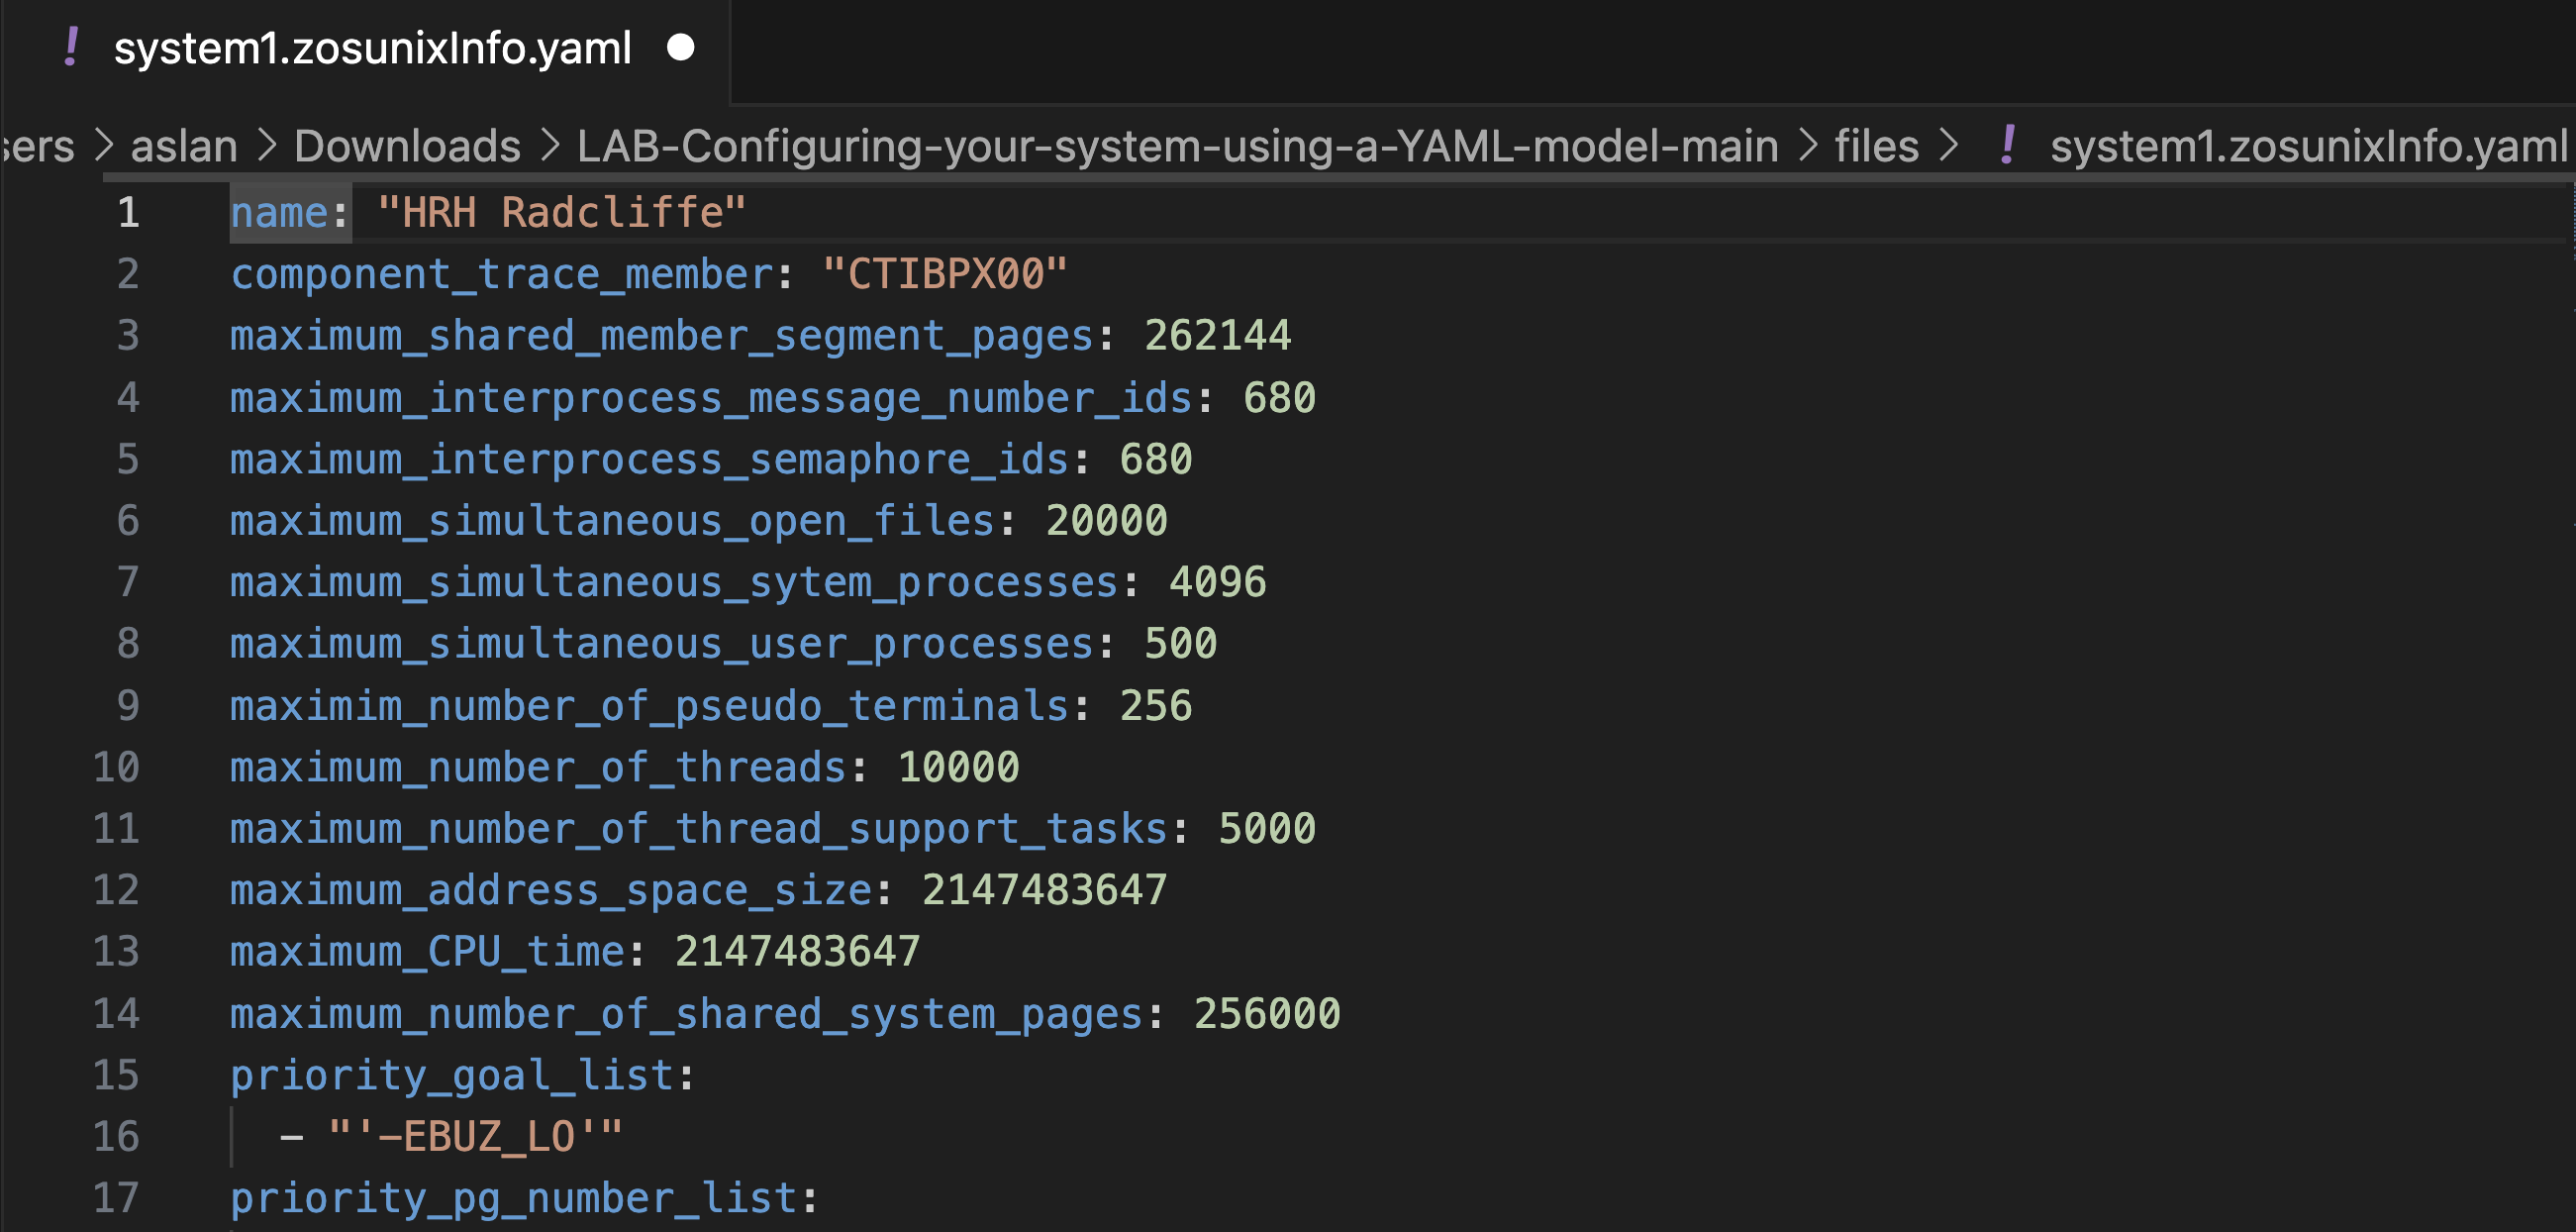 ! system1.zosunixInfo.yaml ●
sers > aslan > Downloads > LAB-Configuring-your-system-using-a-YAML-model-main > files > ! system1.zosunixInfo.yaml
1 name: "HRH Radcliffe"
2 component_trace_member: "CTIBPX00"
3 maximum_shared_member_segment_pages: 262144
4 maximum_interprocess_message_number_ids: 680
5 maximum_interprocess_semaphore_ids: 680
6 maximum_simultaneous_open_files: 20000
7 maximum_simultaneous_sytem_processes: 4096
8 maximum_simultaneous_user_processes: 500
9 maximim_number_of_pseudo_terminals: 256
10 maximum_number_of_threads: 10000
11 maximum_number_of_thread_support_tasks: 5000
12 maximum_address_space_size: 2147483647
13 maximum_CPU_time: 2147483647
14 maximum_number_of_shared_system_pages: 256000
15 priority_goal_list:
16   - "'-EBUZ_LO'"
17 priority_pg_number_list: